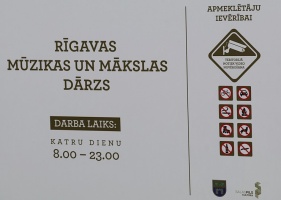 RĪGAVAS
MŪZIKAS UN MĀKSLAS
DĀRZS
DARBA LAIKS:
KATRU DIENU
8.00 – 23.00
APMEKLĒTĀJU
IEVĒRĪBAI